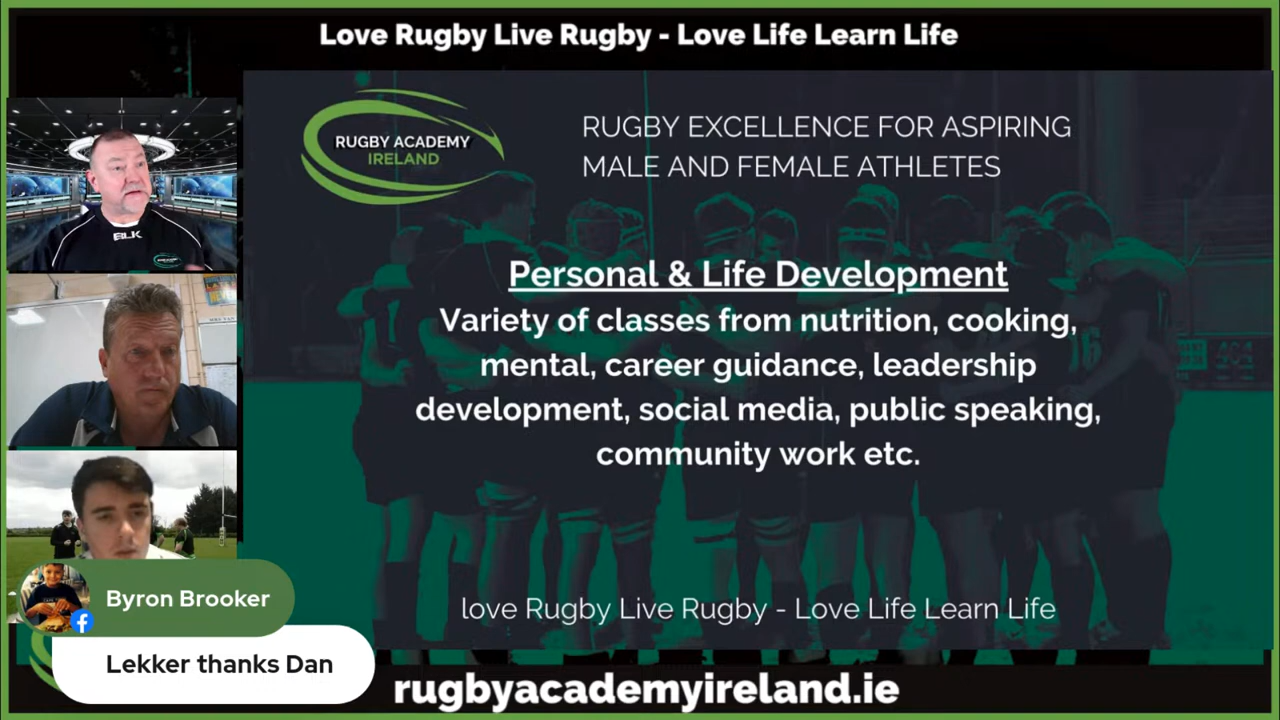 Love Rugby Live Rugby - Love Life Learn Life
RUGBY ACADEMY
IRELAND
RUGBY EXCELLENCE FOR ASPIRING
MALE AND FEMALE ATHLETES
BLK
Personal & Life Development
Variety of classes from nutrition, cooking,
mental, career guidance, leadership
development, social media, public speaking,
community work etc.
love Rugby Live Rugby - Love Life Learn Life
Byron Brooker
Lekker thanks Dan
rugbyacademyireland.ie